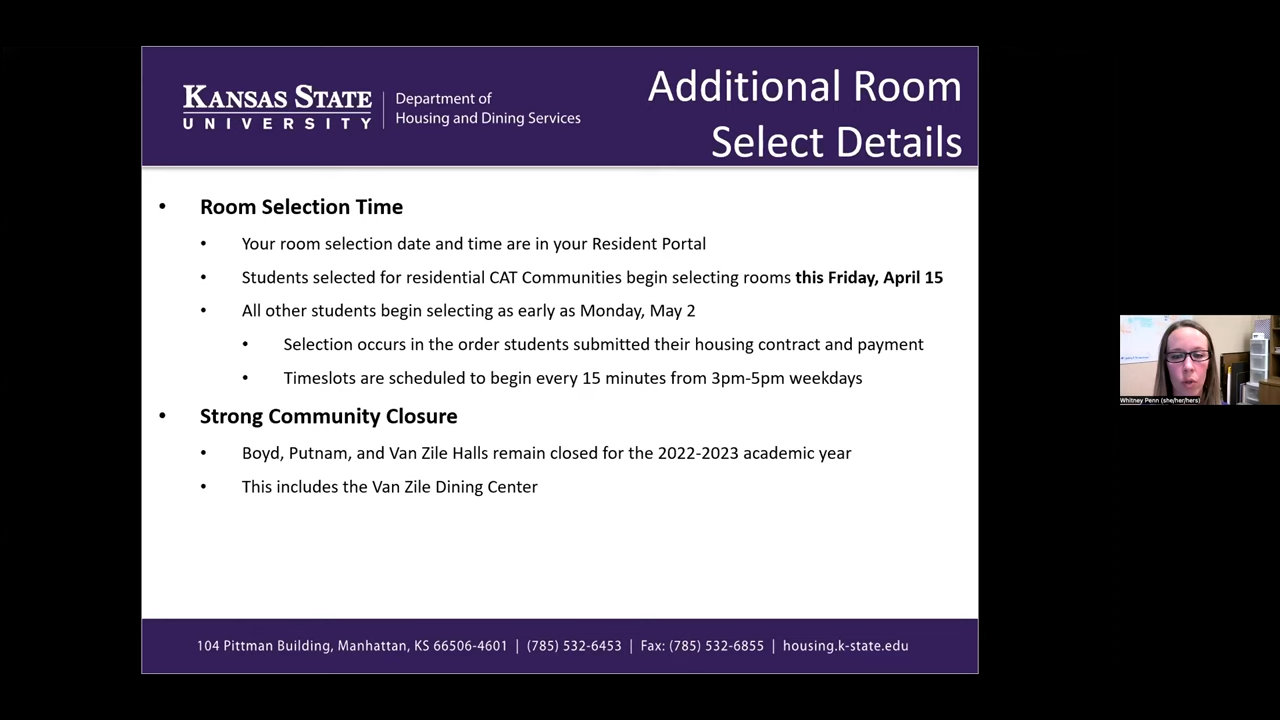 KANSAS STATE
UNIVERSITY
Department of
Housing and Dining Services
Additional Room
Select Details
• Room Selection Time
• Your room selection date and time are in your Resident Portal
• Students selected for residential CAT Communities begin selecting rooms this Friday, April 15
• All other students begin selecting as early as Monday, May 2
• Selection occurs in the order students submitted their housing contract and payment
• Timeslots are scheduled to begin every 15 minutes from 3pm-5pm weekdays
• Strong Community Closure
• Boyd, Putnam, and Van Zile Halls remain closed for the 2022-2023 academic year
• This includes the Van Zile Dining Center
104 Pittman Building, Manhattan, KS 66506-4601 | (785) 532-6453 | Fax: (785) 532-6855 | housing.k-state.edu
Whitney Penn (she/her/hers)